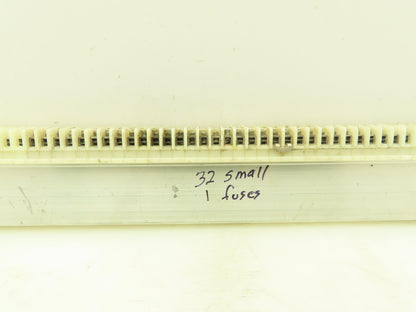 32 small
1 fuses